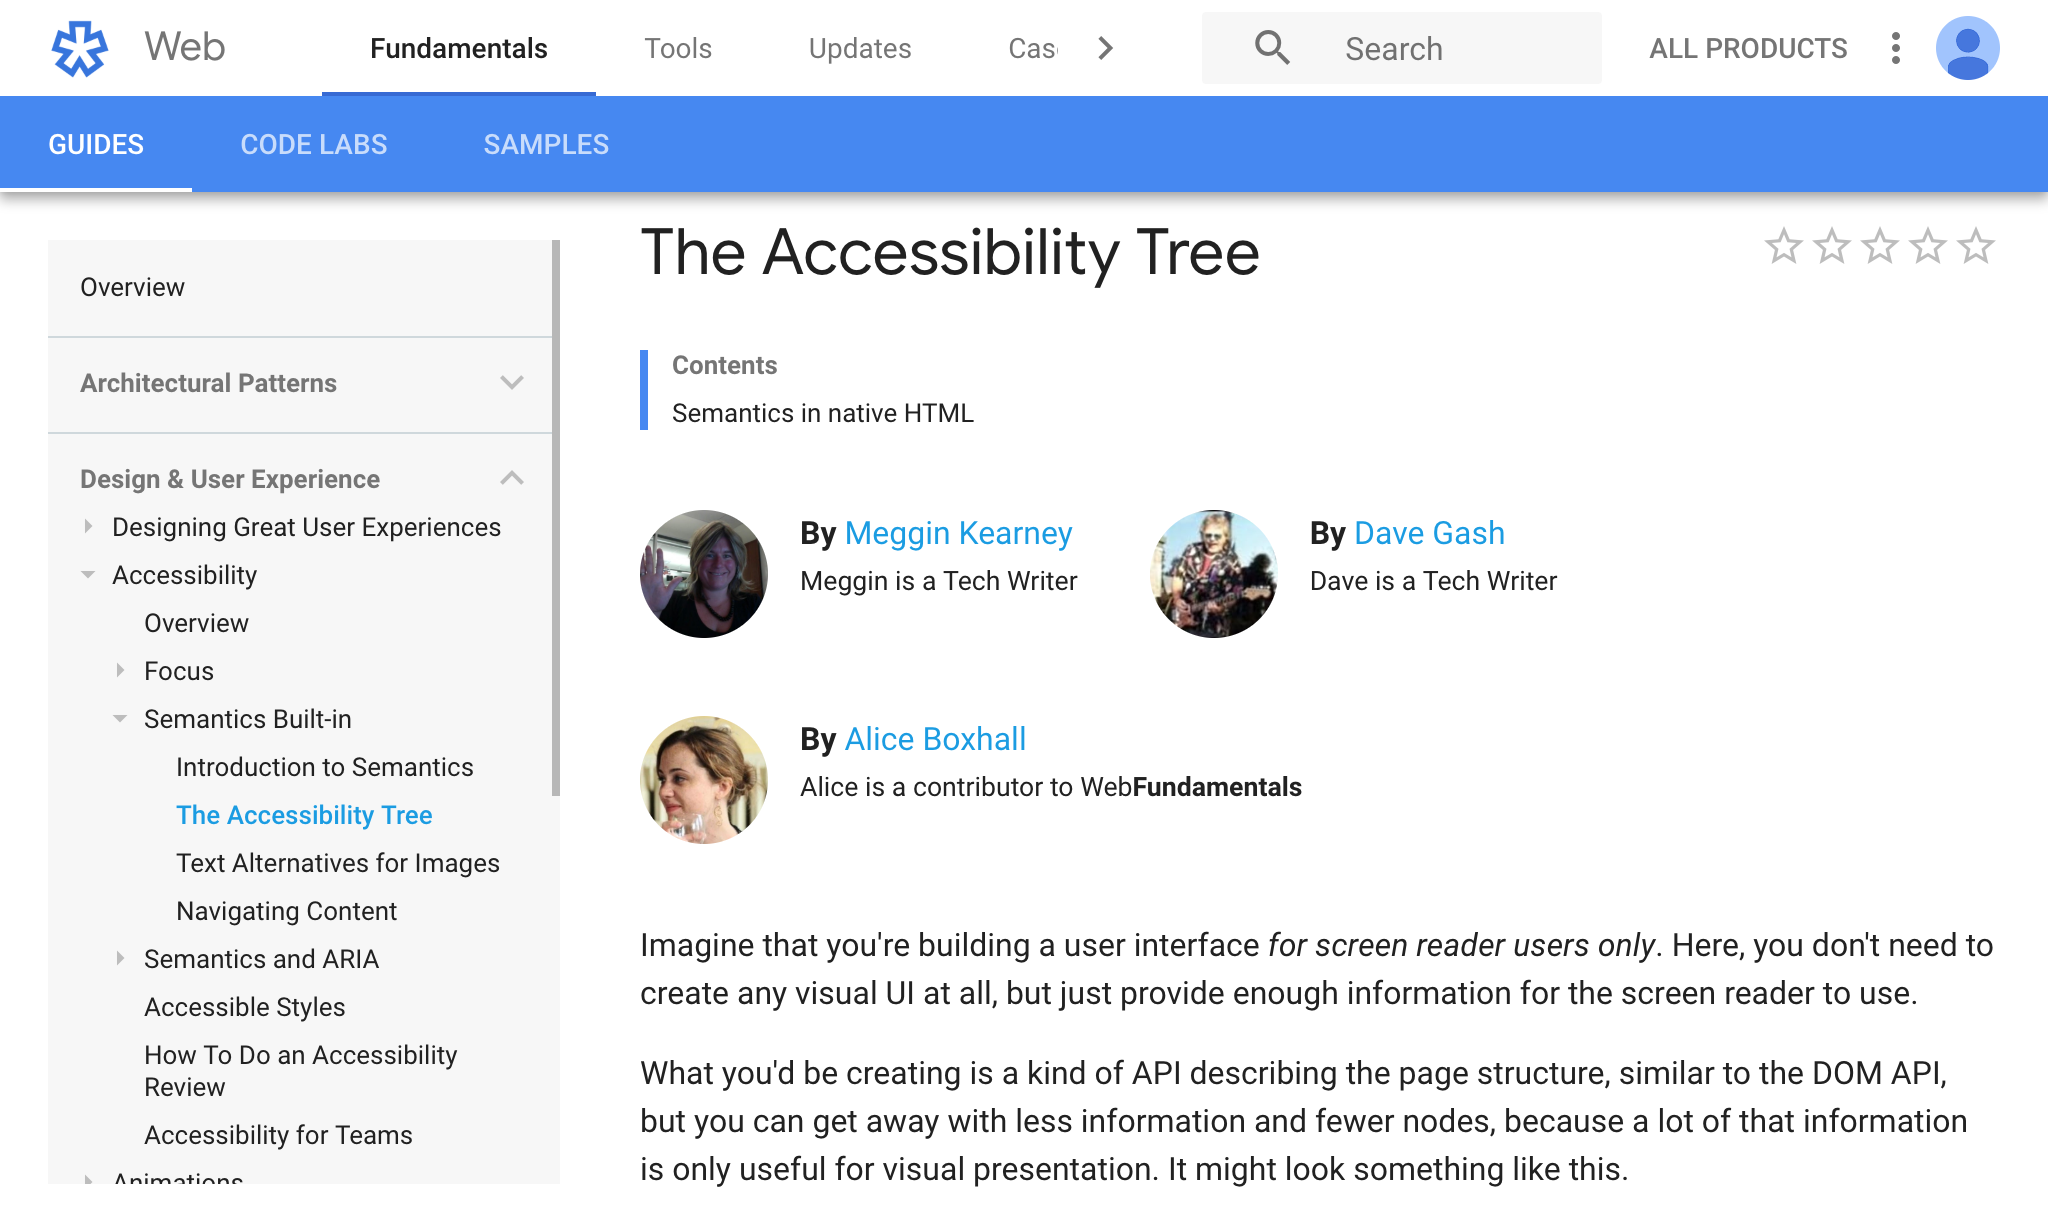 Web
Fundamentals
Tools
Updates
Cas
Search
ALL PRODUCTS
GUIDES
CODE LABS
SAMPLES
Overview
Architectural Patterns
Design & User Experience
Designing Great User Experiences
Accessibility
Overview
Focus
Semantics Built-in
Introduction to Semantics
The Accessibility Tree
Text Alternatives for Images
Navigating Content
Semantics and ARIA
Accessible Styles
How To Do an Accessibility
Review
Accessibility for Teams
Animations
The Accessibility Tree
Contents
Semantics in native HTML
By Meggin Kearney
Meggin is a Tech Writer
By Dave Gash
Dave is a Tech Writer
By Alice Boxhall
Alice is a contributor to WebFundamentals
Imagine that you're building a user interface for screen reader users only. Here, you don't need to
create any visual UI at all, but just provide enough information for the screen reader to use.
What you'd be creating is a kind of API describing the page structure, similar to the DOM API,
but you can get away with less information and fewer nodes, because a lot of that information
is only useful for visual presentation. It might look something like this.